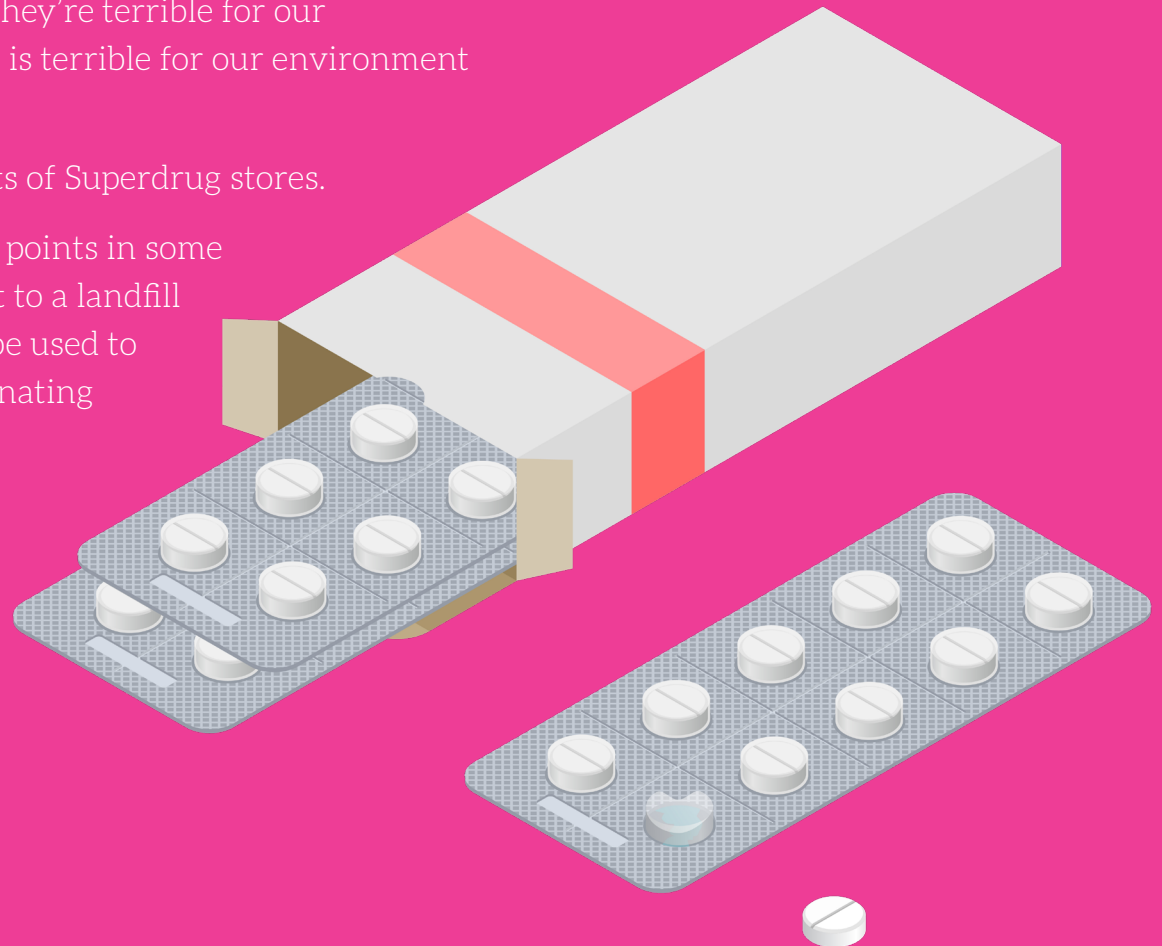 hey’re terrible for our
is terrible for our environment
ts of Superdrug stores.
points in some
t to a landfill
be used to
nating